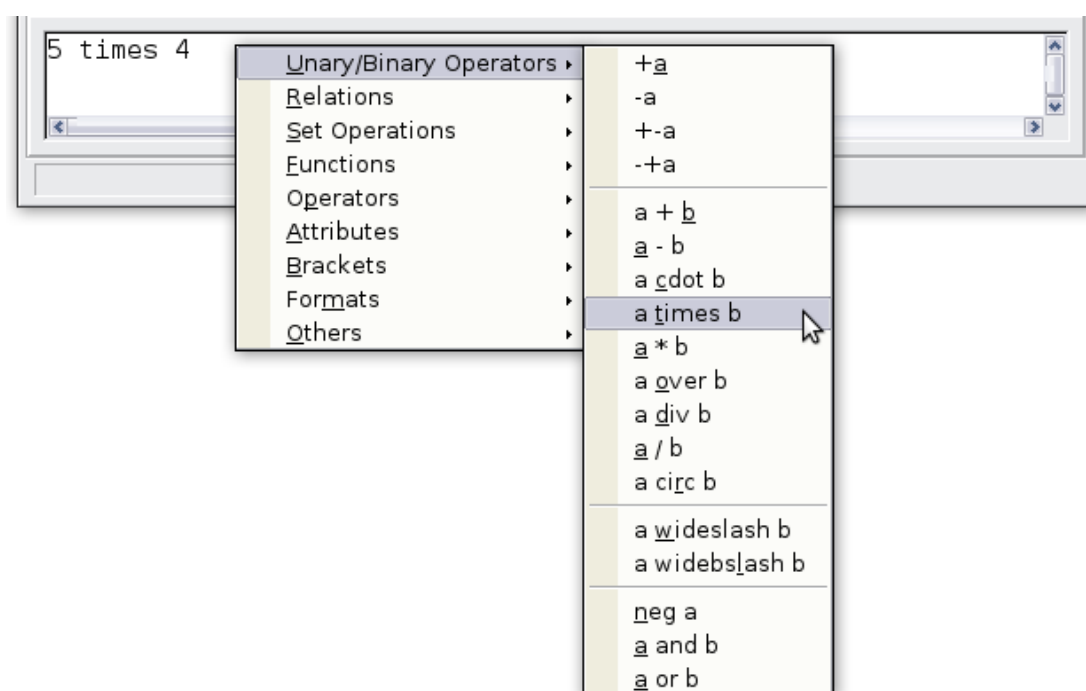 5 times 4
Unary/Binary Operators
Relations
Set Operations
Functions
Operators
Attributes
Brackets
Formats
Others
+a
-a
+-a
-+a
a + b
a - b
a cdot b
a times b
a * b
a over b
a div b
a / b
a circ b
a wideslash b
a widebslash b
neg a
a and b
a or b